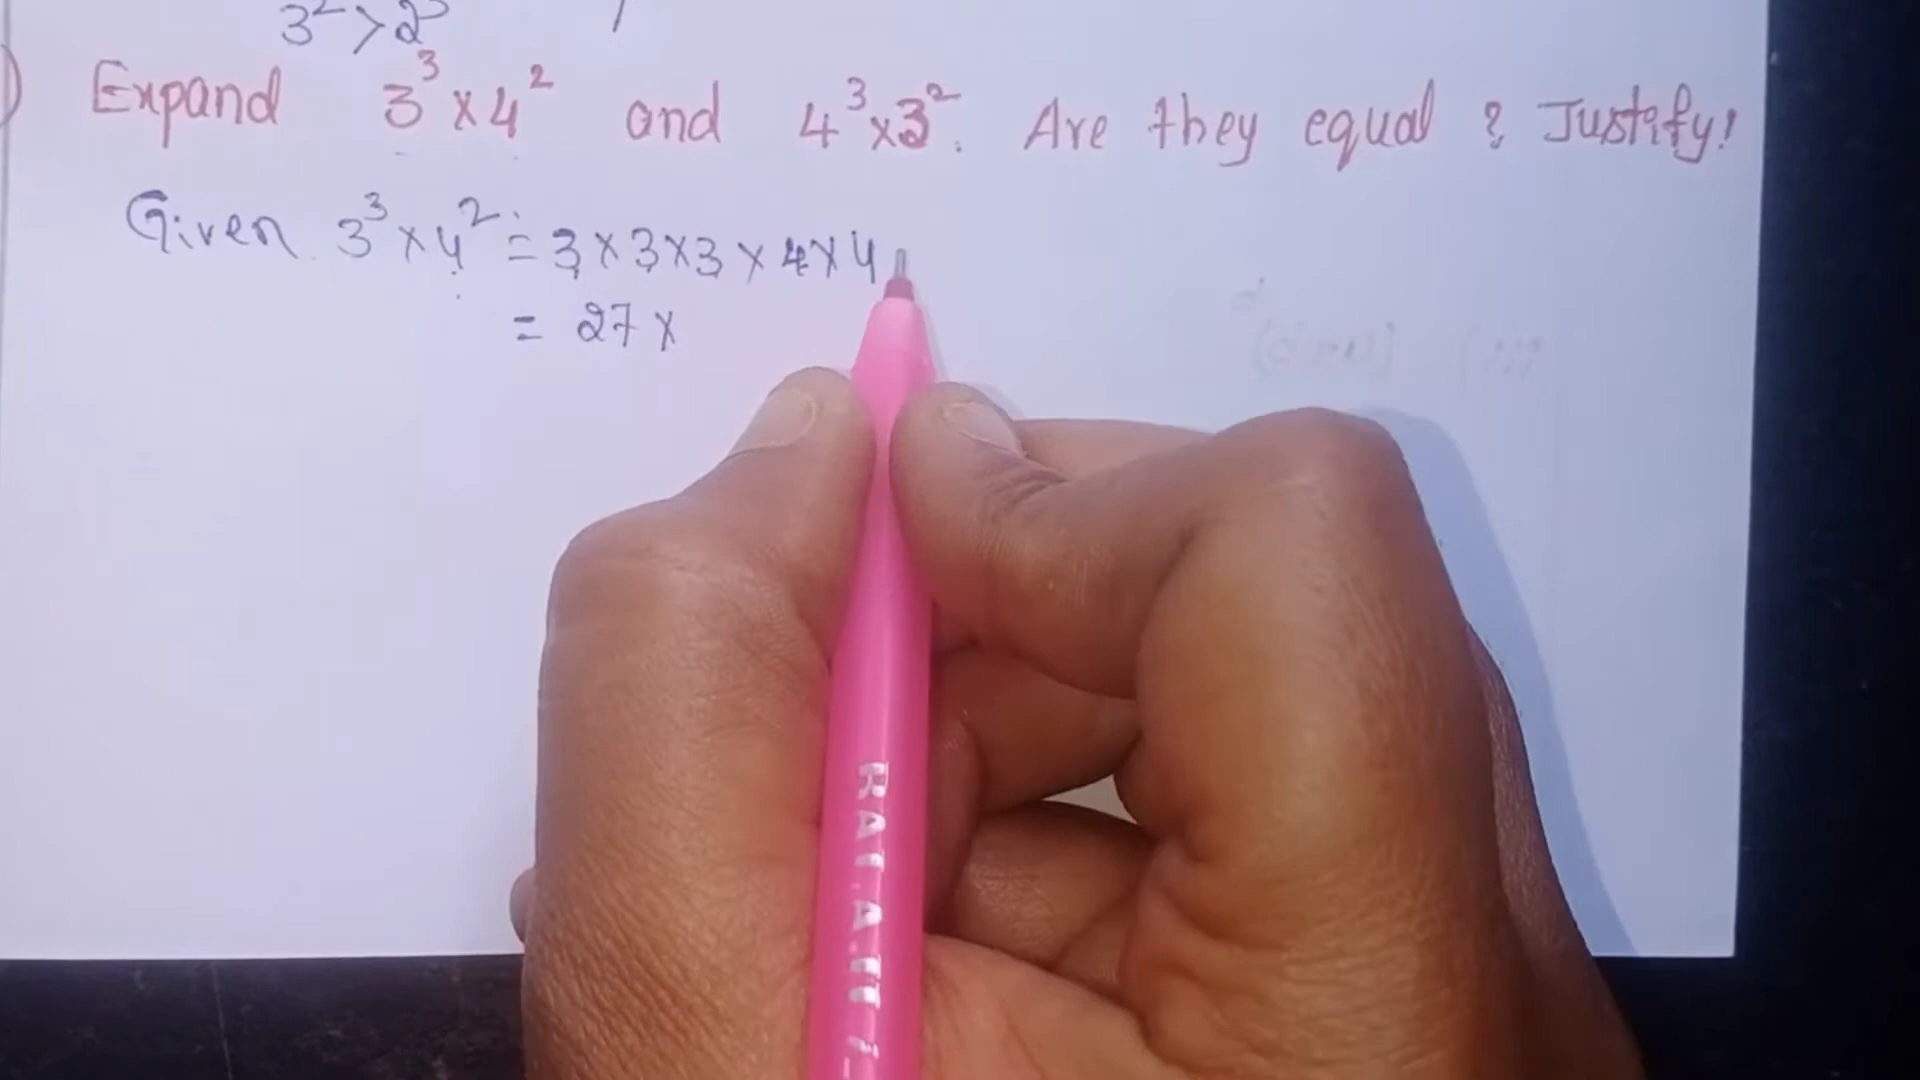 3² > 2³
) Expand 3³ × 4² and 4³ × 3². Are they equal ? Justify!
Given 3³ × 4² = 3 × 3 × 3 × 4 × 4
= 27 ×